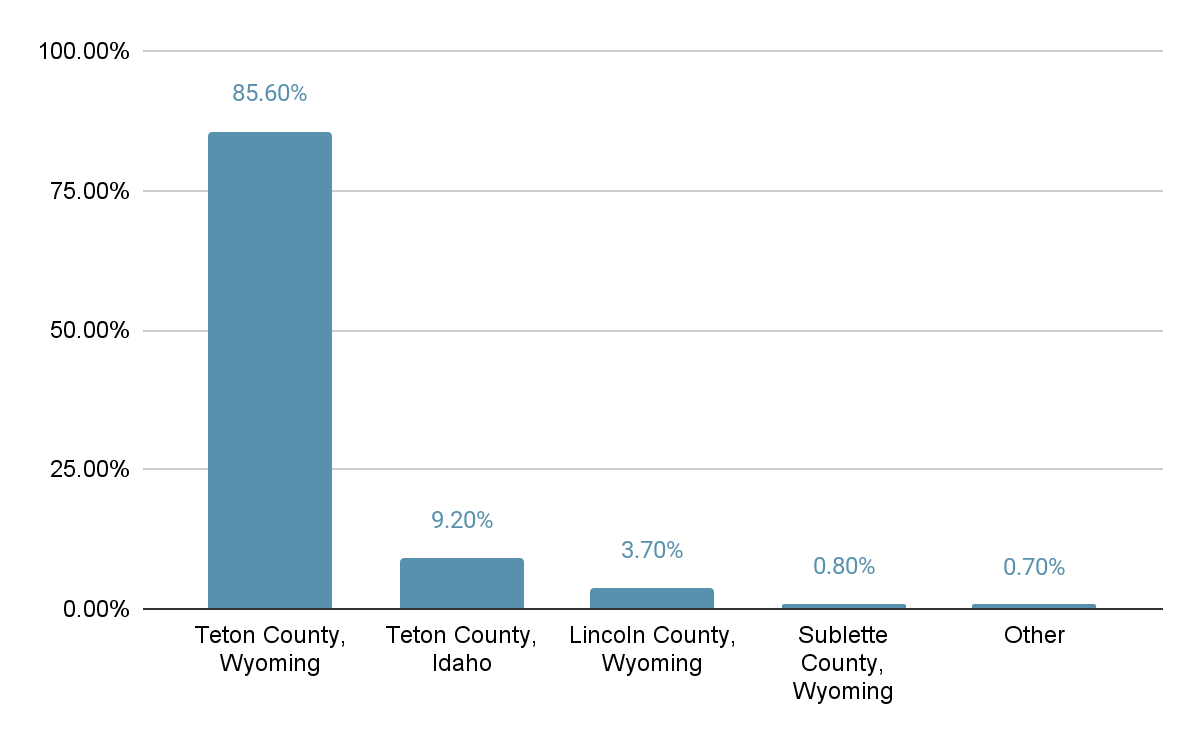 100.00%
75.00%
50.00%
25.00%
0.00%
85.60%
9.20%
3.70%
0.80%
0.70%
Teton County,
Wyoming
Teton County,
Idaho
Lincoln County,
Wyoming
Sublette
County,
Wyoming
Other